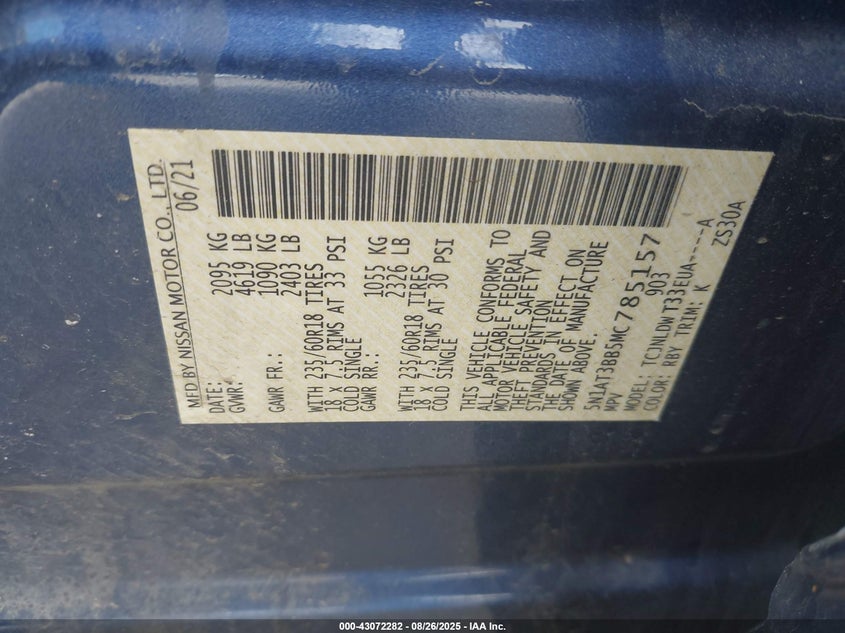 MFD BY NISSAN MOTOR CO., LTD.
DATE: 06/21
GVWR: 2095 KG
4619 LB
GAWR FR.: 1090 KG
2403 LB
WITH 235/60R18 TIRES
18 x 7.5 RIMS AT 33 PSI
COLD SINGLE
GAWR RR.: 1055 KG
2326 LB
WITH 235/60R18 TIRES
18 x 7.5 RIMS AT 30 PSI
COLD SINGLE
THIS VEHICLE CONFORMS TO
ALL APPLICABLE FEDERAL
MOTOR VEHICLE SAFETY AND
THEFT PREVENTION
STANDARDS IN EFFECT ON
THE DATE OF MANUFACTURE
SHOWN ABOVE.
5N1AT3BB5MC785157
MPV 903
MODEL: TCJNLDWT33EUA----A
COLOR: RBY TRIM: K ZS30A
000-43072282 - 08/26/2025 - IAA Inc.